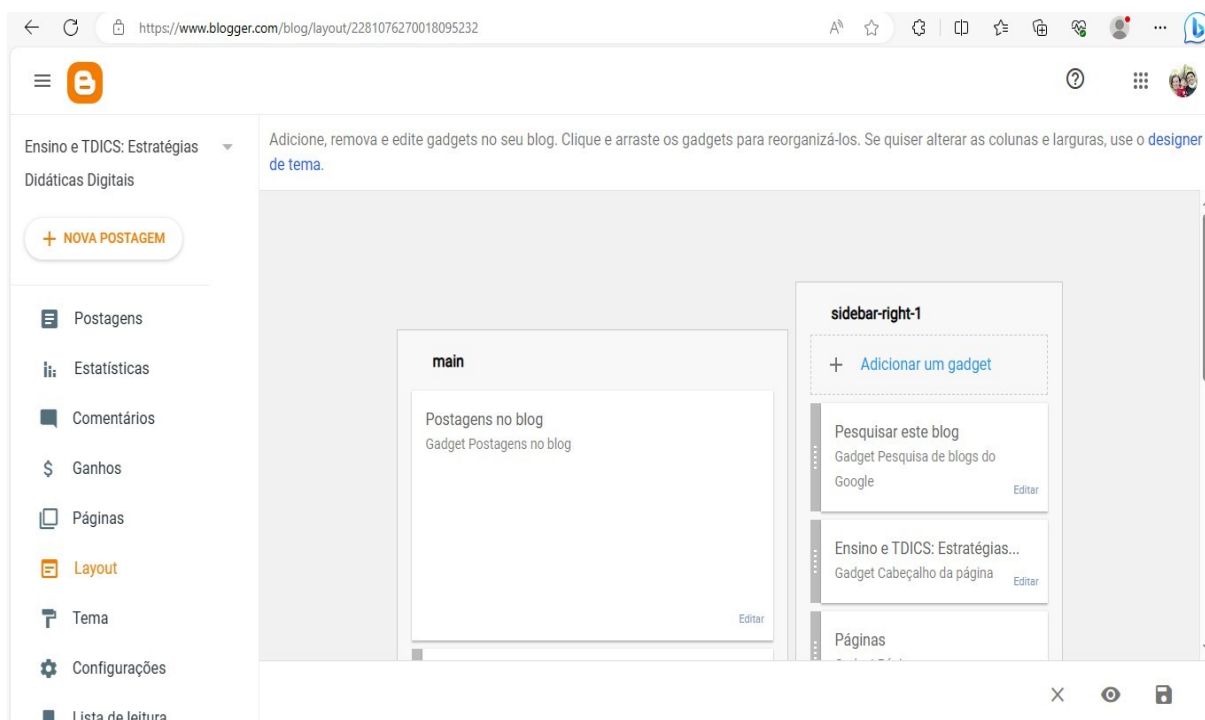 https://www.blogger.com/blog/layout/2281076270018095232
Ensino e TDICS: Estratégias
Didáticas Digitais
+ NOVA POSTAGEM
Postagens
Estatísticas
Comentários
Ganhos
Páginas
Layout
Tema
Configurações
Lista de leitura
Adicione, remova e edite gadgets no seu blog. Clique e arraste os gadgets para reorganizá-los. Se quiser alterar as colunas e larguras, use o designer
de tema.
main
Postagens no blog
Gadget Postagens no blog
Editar
sidebar-right-1
+ Adicionar um gadget
Pesquisar este blog
Gadget Pesquisa de blogs do
Google
Editar
Ensino e TDICS: Estratégias...
Gadget Cabeçalho da página
Editar
Páginas